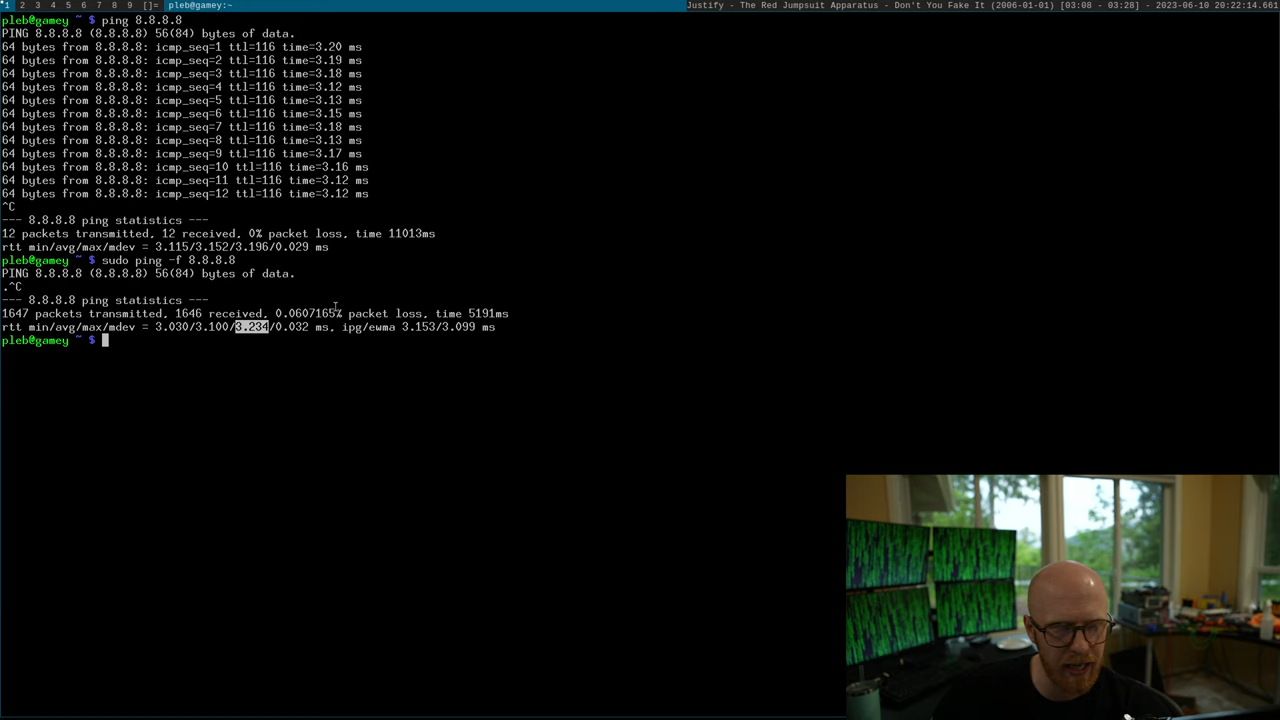 1 2 3 4 5 6 7 8 9 []= pleb@gamey:~ Justify - The Red Jumpsuit Apparatus - Don't You Fake It (2006-01-01) [03:08 - 03:28] - 2023-06-10 20:22:14.661
pleb@gamey ~ $ ping 8.8.8.8
PING 8.8.8.8 (8.8.8.8) 56(84) bytes of data.
64 bytes from 8.8.8.8: icmp_seq=1 ttl=116 time=3.20 ms
64 bytes from 8.8.8.8: icmp_seq=2 ttl=116 time=3.19 ms
64 bytes from 8.8.8.8: icmp_seq=3 ttl=116 time=3.18 ms
64 bytes from 8.8.8.8: icmp_seq=4 ttl=116 time=3.12 ms
64 bytes from 8.8.8.8: icmp_seq=5 ttl=116 time=3.13 ms
64 bytes from 8.8.8.8: icmp_seq=6 ttl=116 time=3.15 ms
64 bytes from 8.8.8.8: icmp_seq=7 ttl=116 time=3.18 ms
64 bytes from 8.8.8.8: icmp_seq=8 ttl=116 time=3.13 ms
64 bytes from 8.8.8.8: icmp_seq=9 ttl=116 time=3.17 ms
64 bytes from 8.8.8.8: icmp_seq=10 ttl=116 time=3.16 ms
64 bytes from 8.8.8.8: icmp_seq=11 ttl=116 time=3.12 ms
64 bytes from 8.8.8.8: icmp_seq=12 ttl=116 time=3.12 ms
^C
--- 8.8.8.8 ping statistics ---
12 packets transmitted, 12 received, 0% packet loss, time 11013ms
rtt min/avg/max/mdev = 3.115/3.152/3.196/0.029 ms
pleb@gamey ~ $ sudo ping -f 8.8.8.8
PING 8.8.8.8 (8.8.8.8) 56(84) bytes of data.
.^C
--- 8.8.8.8 ping statistics ---
1647 packets transmitted, 1646 received, 0.0607165% packet loss, time 5191ms
rtt min/avg/max/mdev = 3.030/3.100/3.234/0.032 ms, ipg/ewma 3.153/3.099 ms
pleb@gamey ~ $